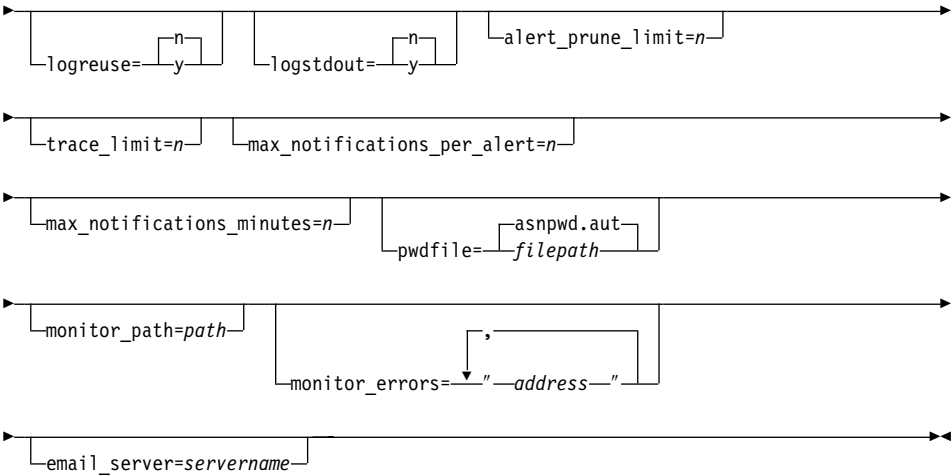 n n
logreuse= y logstdout= y alert_prune_limit=n
trace_limit=n max_notifications_per_alert=n
max_notifications_minutes=n asnpwd.aut
pwdfile= filepath
monitor_path=path ,
monitor_errors= " address "
email_server=servername